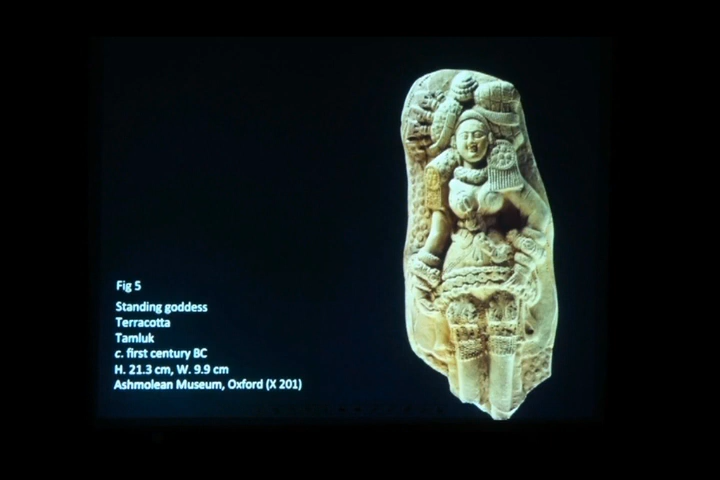 Fig 5
Standing goddess
Terracotta
Tamluk
c. first century BC
H. 21.3 cm, W. 9.9 cm
Ashmolean Museum, Oxford (X 201)